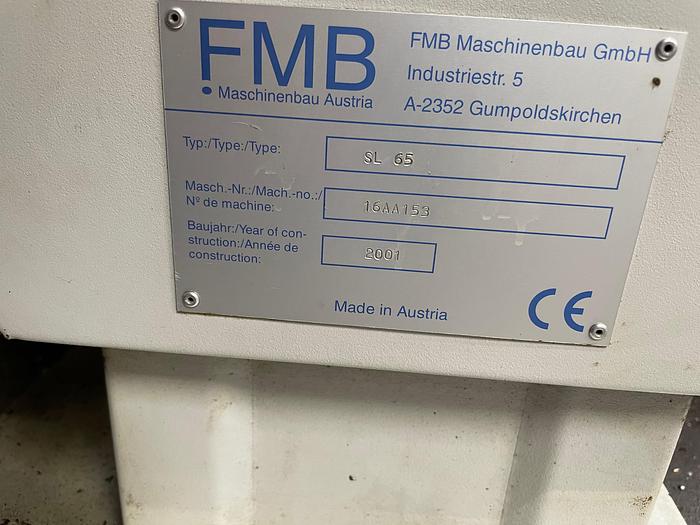 FMB
Maschinenbau Austria
FMB Maschinenbau GmbH
Industriestr. 5
A-2352 Gumpoldskirchen
Typ:/Type:/Type:
SL 65
Masch.-Nr.:/Mach.-no.:/
Nº de machine:
16AA153
Baujahr:/Year of con-
struction:/Année de
construction:
2001
Made in Austria
CE